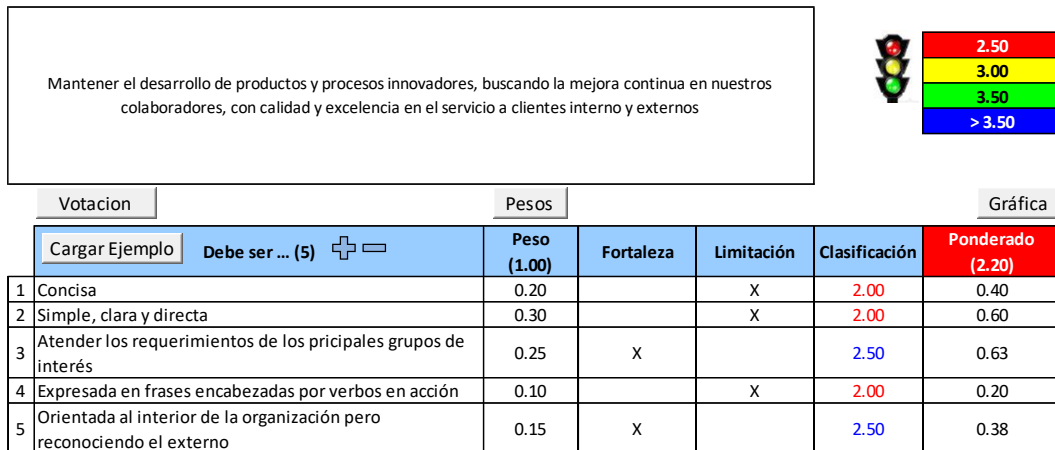 Mantener el desarrollo de productos y procesos innovadores, buscando la mejora continua en nuestros
colaboradores, con calidad y excelencia en el servicio a clientes interno y externos
2.50
3.00
3.50
> 3.50
Votacion
Pesos
Gráfica
Cargar Ejemplo Debe ser ... (5) Peso (1.00) Fortaleza Limitación Clasificación Ponderado (2.20)
1 Concisa 0.20 X 2.00 0.40
2 Simple, clara y directa 0.30 X 2.00 0.60
3 Atender los requerimientos de los pricipales grupos de
interés 0.25 X 2.50 0.63
4 Expresada en frases encabezadas por verbos en acción 0.10 X 2.00 0.20
5 Orientada al interior de la organización pero
reconociendo el externo 0.15 X 2.50 0.38